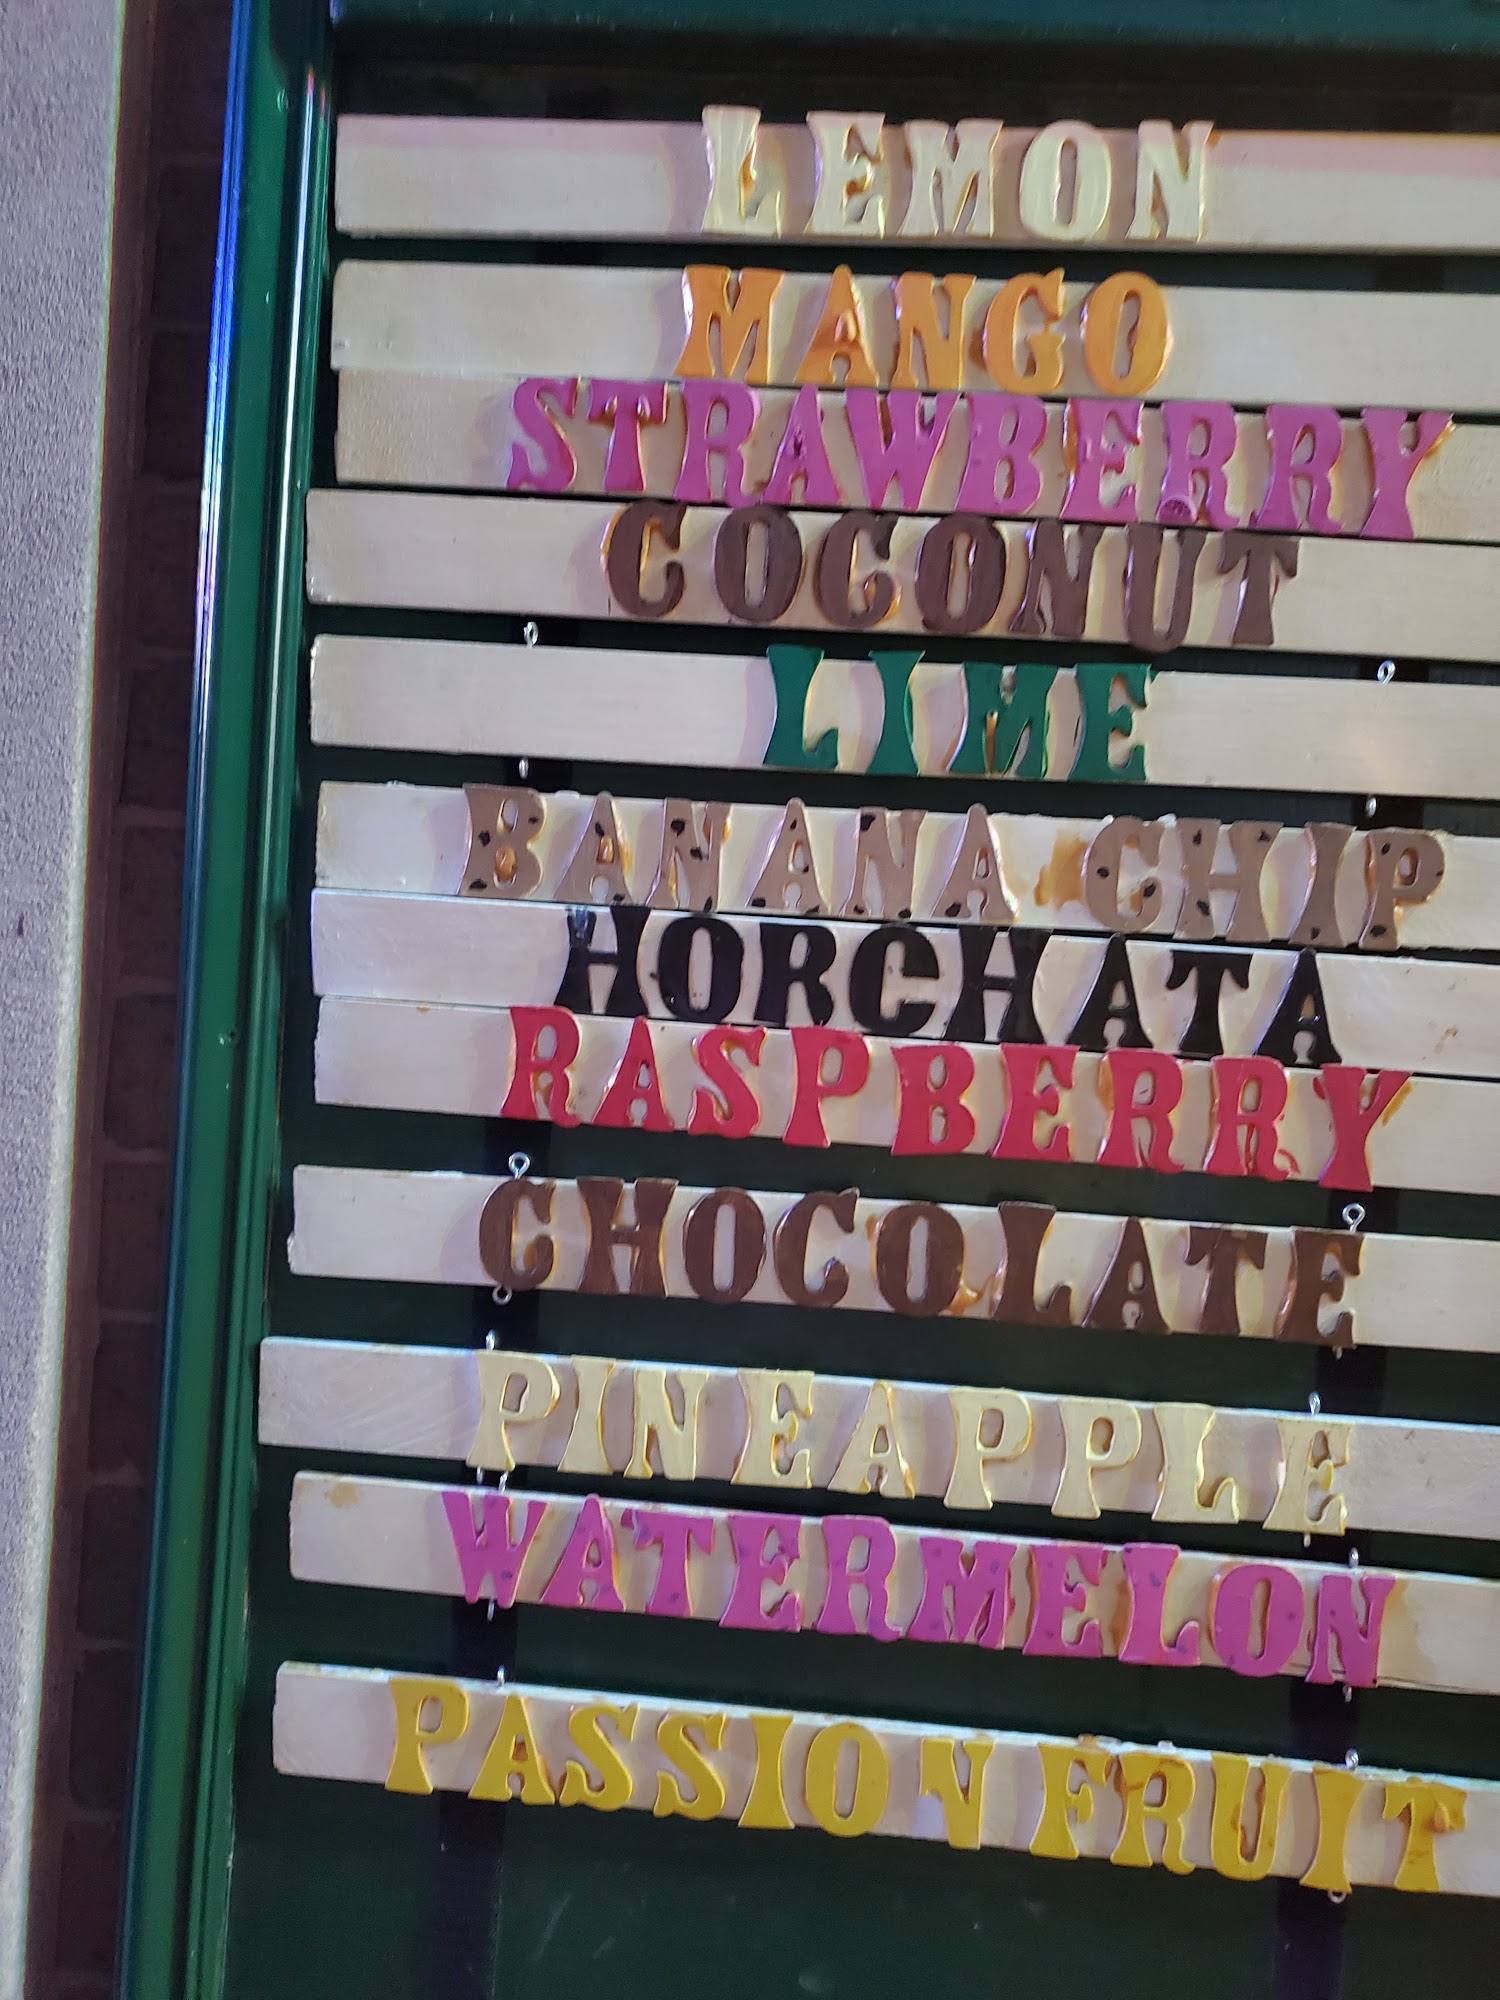 LEMON
MANGO
STRAWBERRY
COCONUT
LIME
BANANA CHIP
HORCHATA
RASPBERRY
CHOCOLATE
PINEAPPLE
WATERMELON
PASSION FRUIT